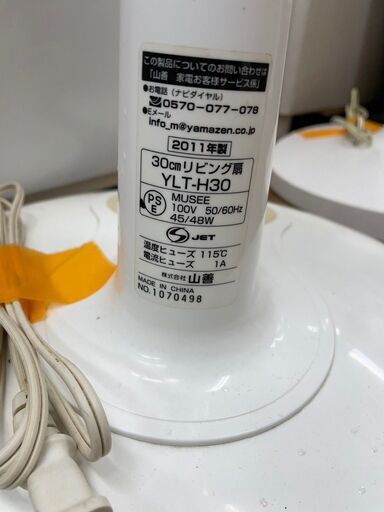 この製品についてのお問い合わせは
「山善 家電お客様サービス係」
●お電話（ナビダイヤル）
0570-077-078
●Eメール
info_m@yamazen.co.jp
2011年製
30cmリビング扇
YLT-H30
MUSEE
PSE
100V 50/60Hz
45/48W
S JET
温度ヒューズ 115℃
電流ヒューズ 1A
株式会社 山善
MADE IN CHINA
NO.1070498